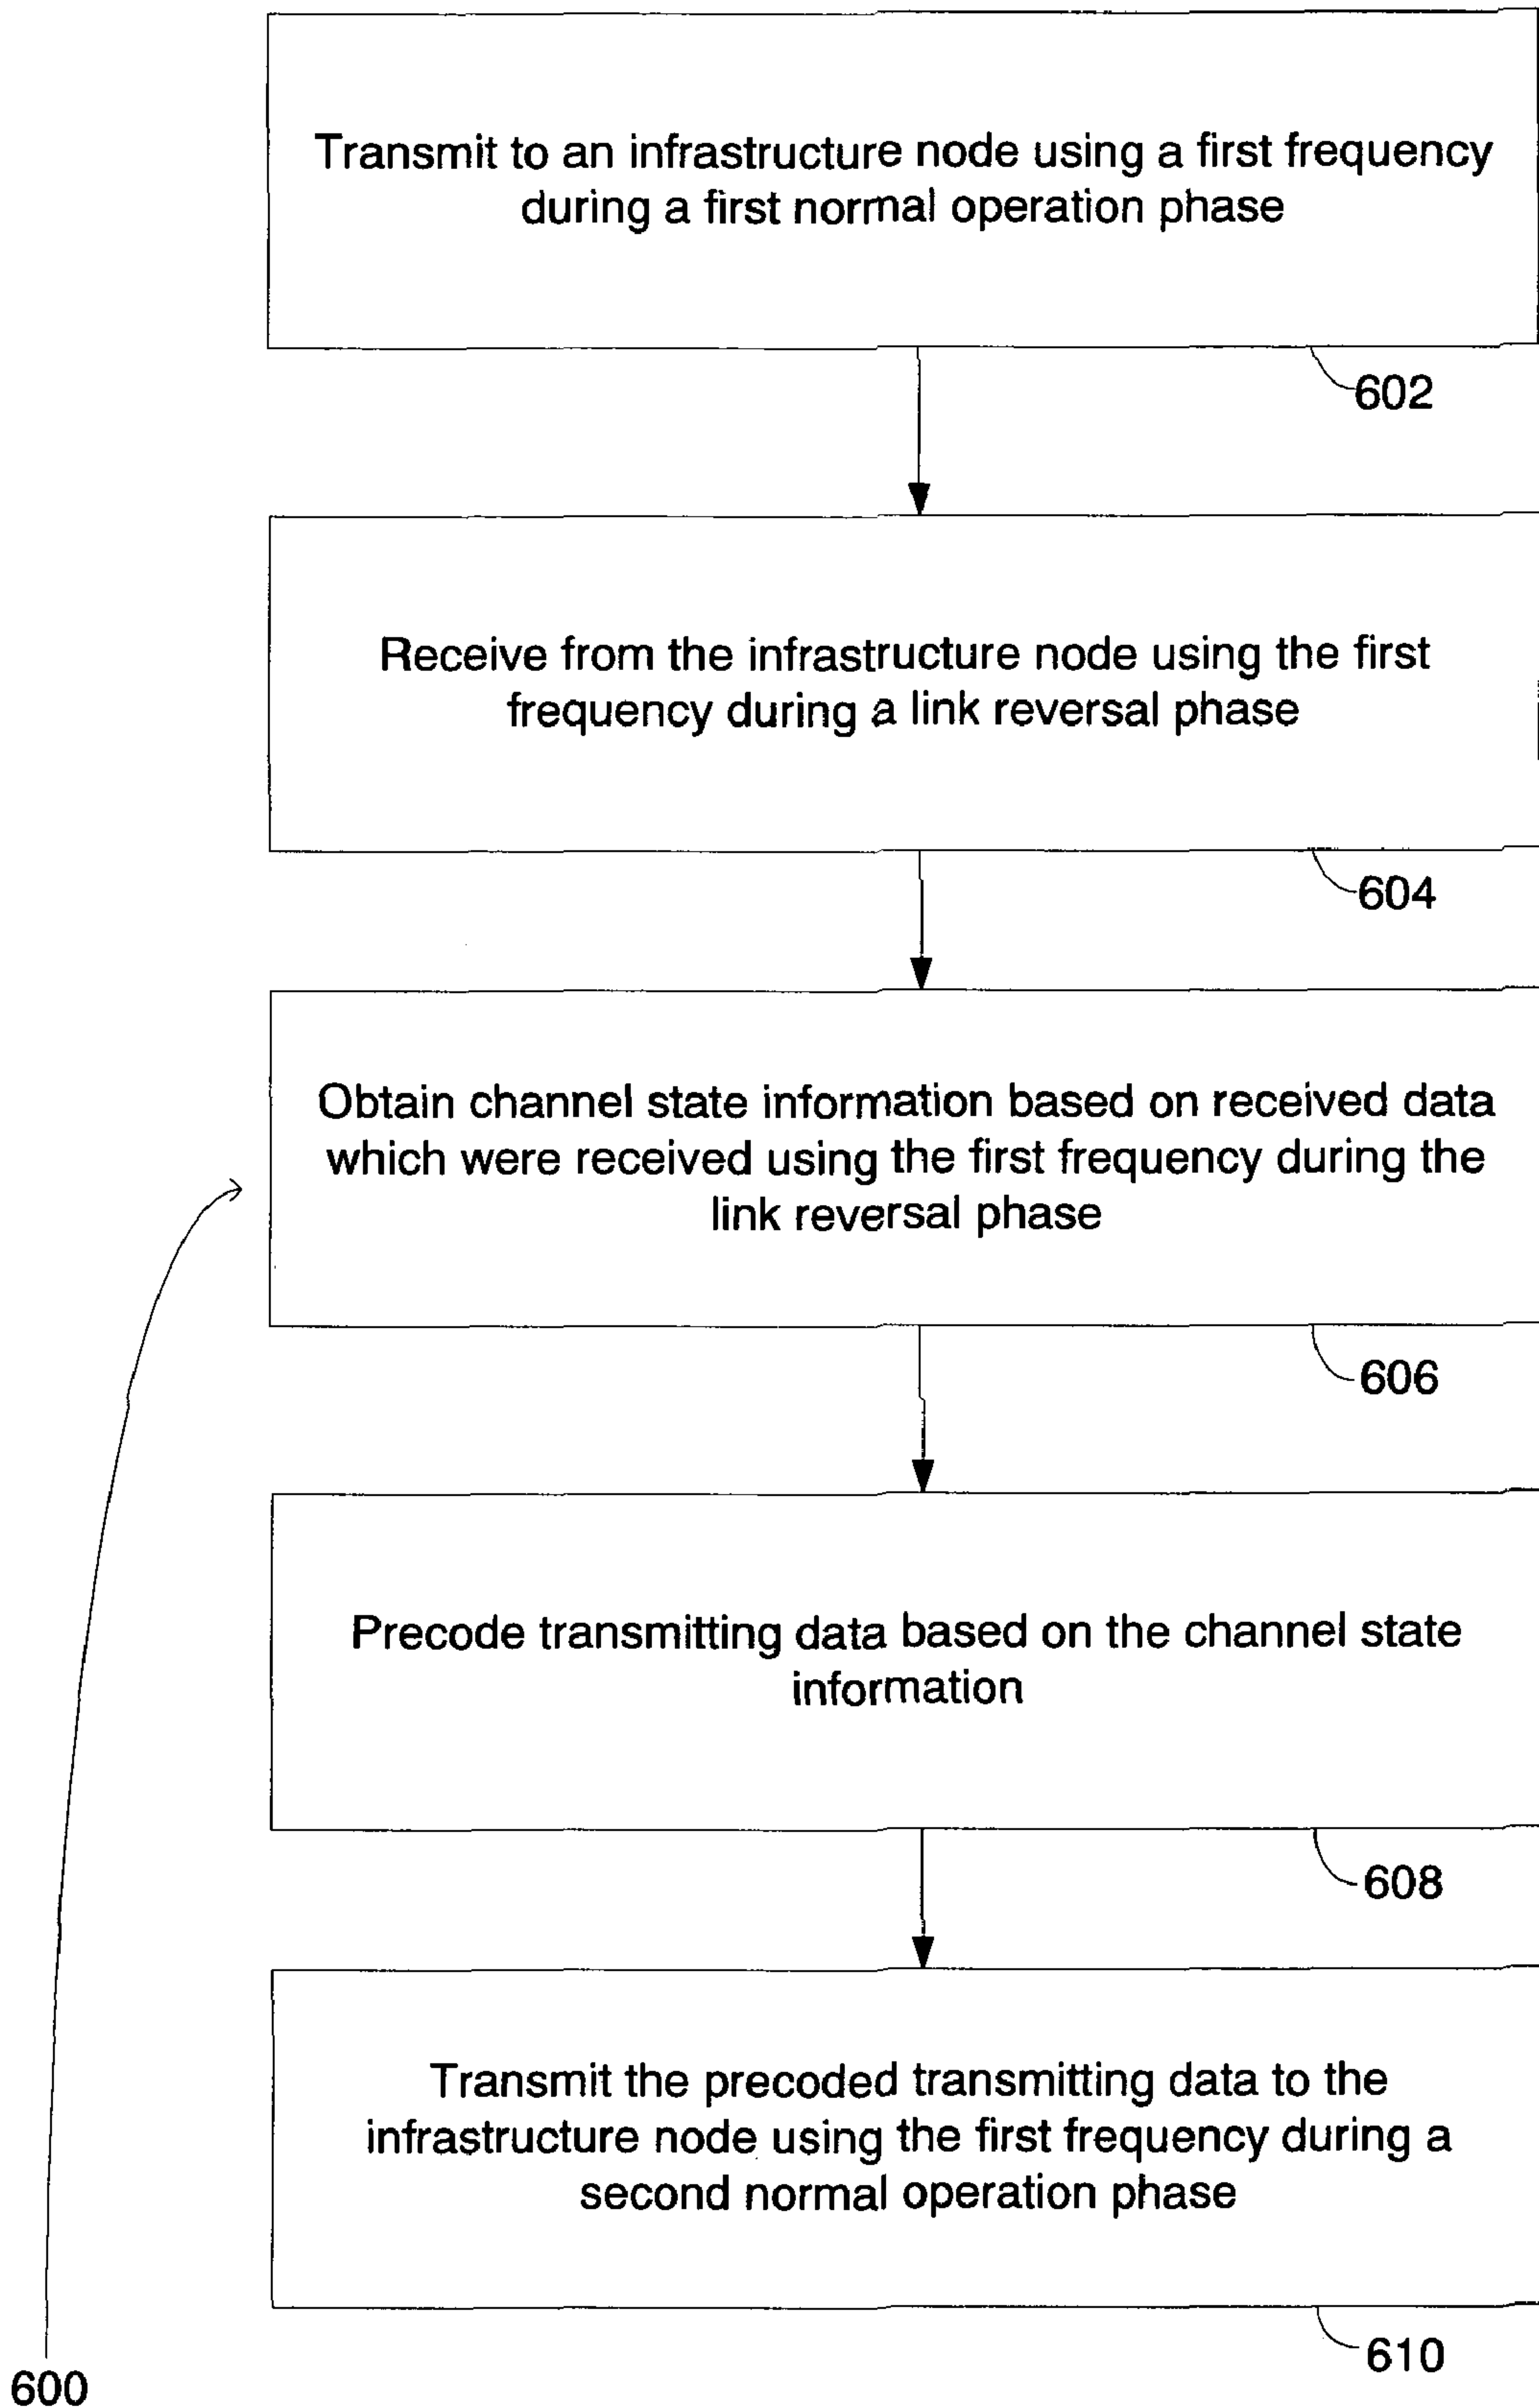 Transmit to an infrastructure node using a first frequency
during a first normal operation phase
602
Receive from the infrastructure node using the first
frequency during a link reversal phase
604
Obtain channel state information based on received data
which were received using the first frequency during the
link reversal phase
606
Precode transmitting data based on the channel state
information
608
Transmit the precoded transmitting data to the
infrastructure node using the first frequency during a
second normal operation phase
610
600